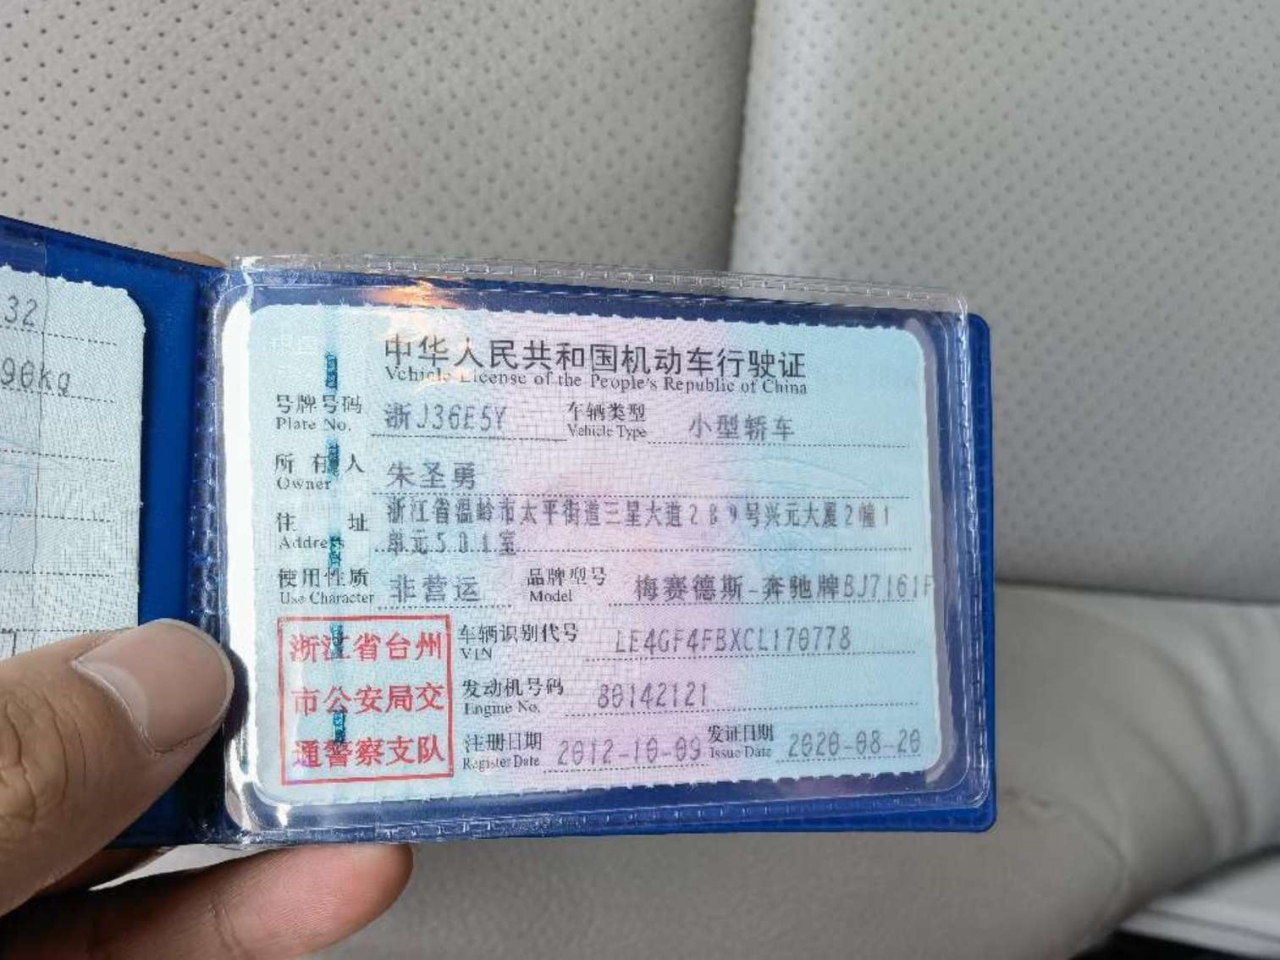 32
90kg
中华人民共和国机动车行驶证
Vehicle License of the People's Republic of China
号牌号码 浙J36E5Y 车辆类型 小型轿车
Plate No. Vehicle Type
所有人 朱圣勇
Owner
住址 浙江省温岭市太平街道三星大道289号兴元大厦2幢1
Address 单元501室
使用性质 非营运 品牌型号 梅赛德斯-奔驰牌BJ7161F
Use Character Model
浙江省台州
市公安局交
通警察支队
车辆识别代号 LE4GF4FBXCL170778
VIN
发动机号码 80142121
Engine No.
注册日期 2012-10-09 发证日期 2020-08-20
Register Date Issue Date